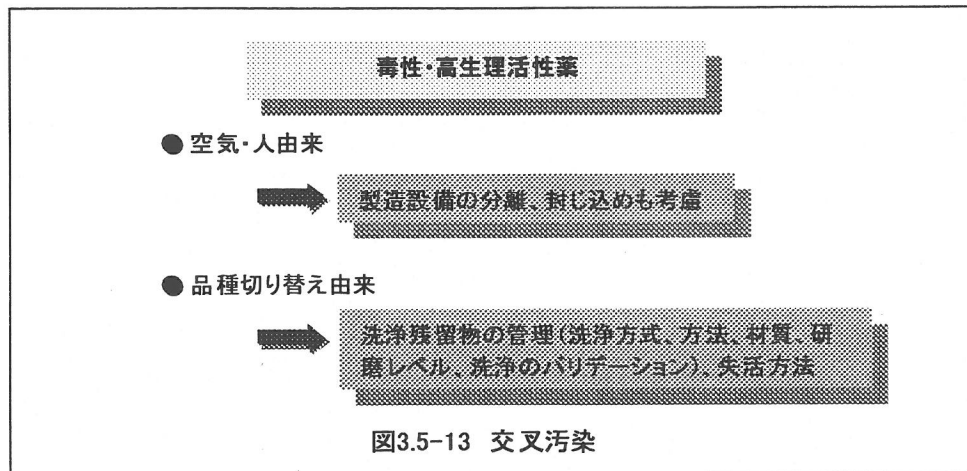 毒性・高生理活性薬
● 空気・人由来
製造設備の分離、封じ込めも考慮
● 品種切り替え由来
洗浄残留物の管理(洗浄方式、方法、材質、研
磨レベル、洗浄のバリデーション)、失活方法
図3.5-13 交叉汚染